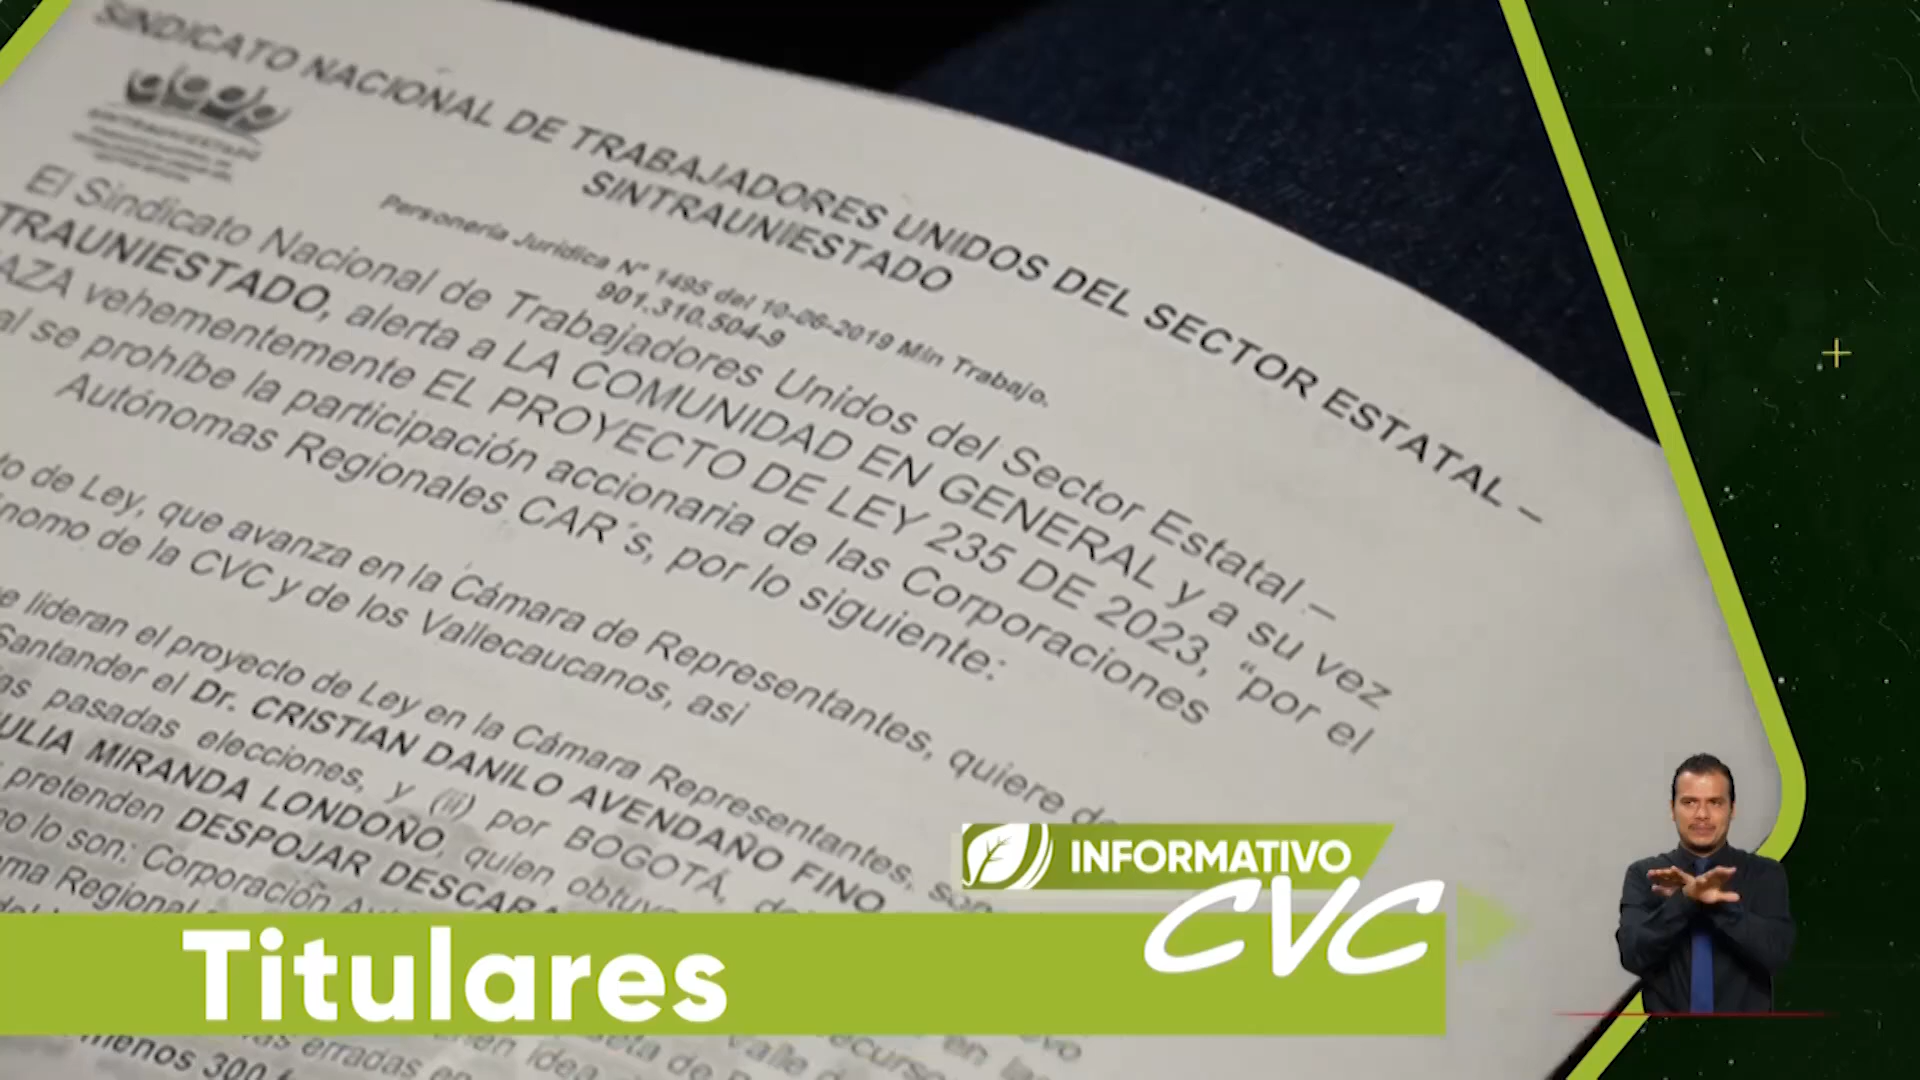 SINDICATO NACIONAL DE TRABAJADORES UNIDOS DEL SECTOR ESTATAL –
SINTRAUNIESTADO
Personería Jurídica N° 1495 del 10-06-2019 Min Trabajo.
901.310.504-9
El Sindicato Nacional de Trabajadores Unidos del Sector Estatal –
TRAUNIESTADO, alerta a LA COMUNIDAD EN GENERAL y a su vez
AZA vehementemente EL PROYECTO DE LEY 235 DE 2023, "por el
al se prohíbe la participación accionaria de las Corporaciones
Autónomas Regionales CAR´s, por lo siguiente:
to de Ley, que avanza en la Cámara de Representantes, quiere
nomo de la CVC y de los Vallecaucanos, asi
e lideran el proyecto de Ley en la Cámara Representantes, son
Santander el Dr. CRISTIAN DANILO AVENDAÑO FINO
as pasadas elecciones, y (ii) por BOGOTÁ,
ULIA MIRANDA LONDOÑO, quien obtuv
pretenden DESPOJAR DESCARA
o lo son: Corporación
ma Regional
INFORMATIVO
CVC
Titulares
menos 300
erradas en